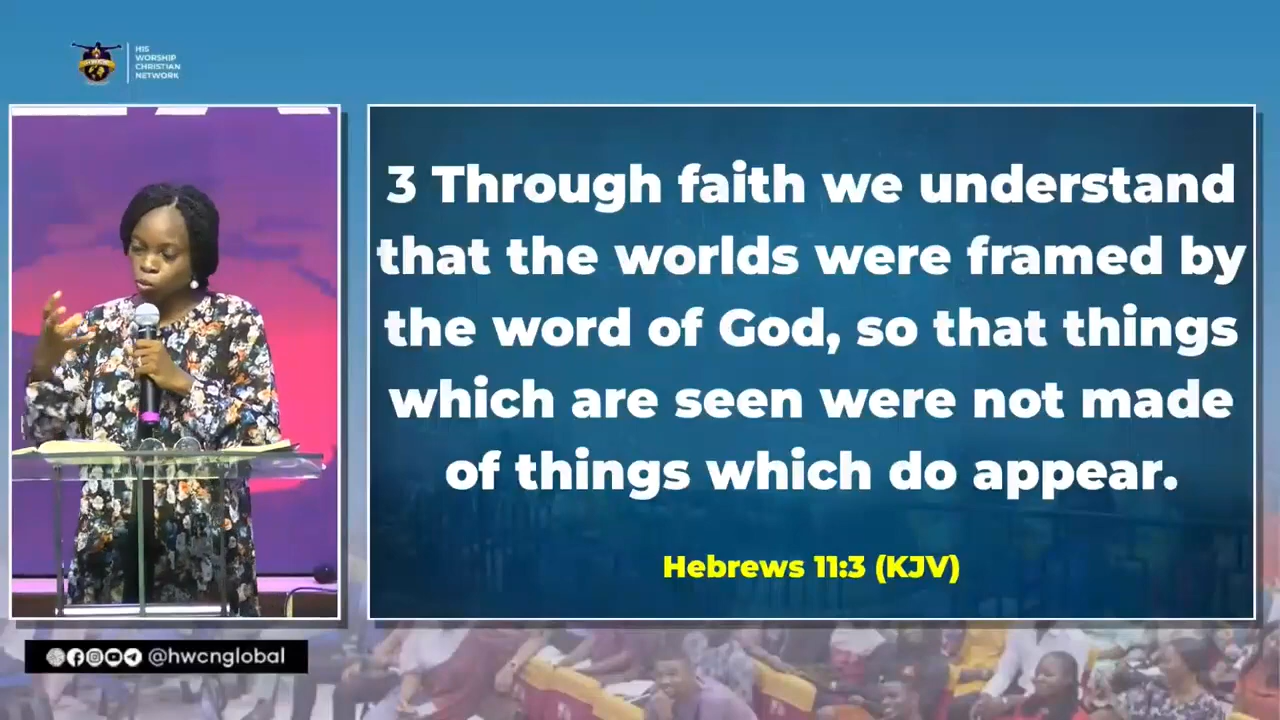 HIS
WORSHIP
CHRISTIAN
NETWORK
3 Through faith we understand
that the worlds were framed by
the word of God, so that things
which are seen were not made
of things which do appear.
Hebrews 11:3 (KJV)
@hwcnglobal